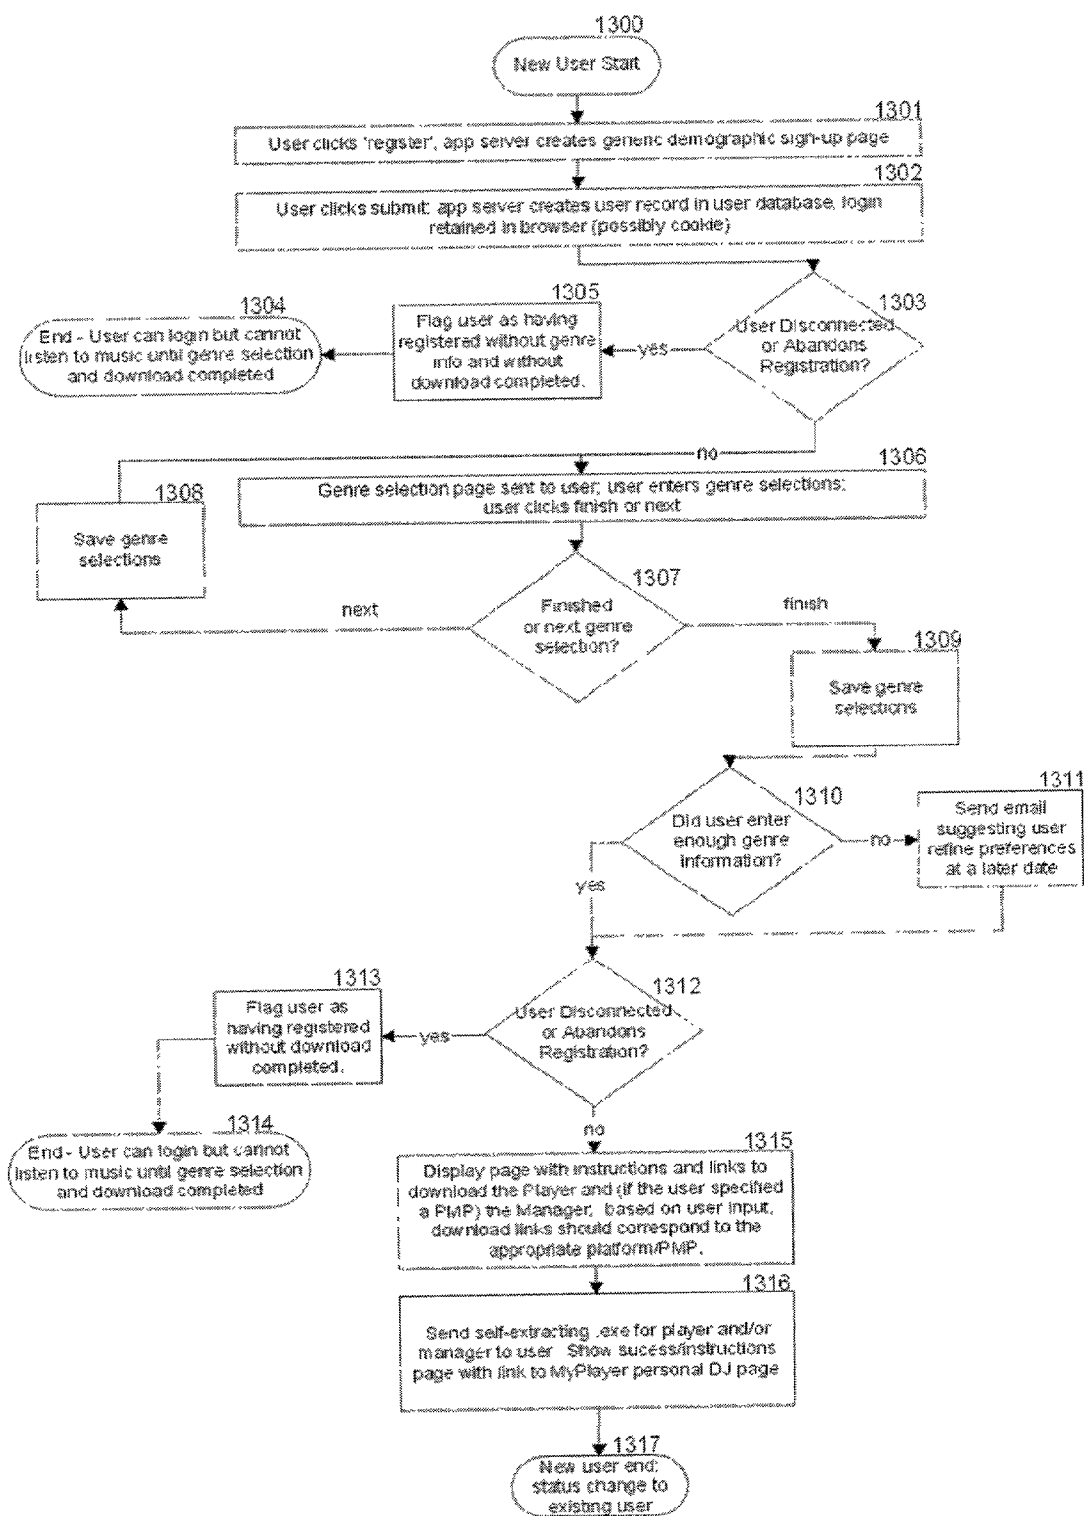 1300
New User Start
1301
User clicks 'register', app server creates generic demographic sign-up page
1302
User clicks submit: app server creates user record in user database, login
retained in browser (possibly cookie)
1303
User Disconnected
or Abandons
Registration?
yes
1305
Flag user as having
registered without genre
info and without
download completed.
1304
End - User can login but cannot
listen to music until genre selection
and download completed
no
1306
Genre selection page sent to user; user enters genre selections;
user clicks finish or next
1308
Save genre
selections
1307
Finished
or next genre
selection?
next
finish
1309
Save genre
selections
1310
Did user enter
enough genre
Information?
no
1311
Send email
suggesting user
refine preferences
at a later date
yes
1312
User Disconnected
or Abandons
Registration?
yes
1313
Flag user as
having registered
without download
completed.
1314
End - User can login but cannot
listen to music until genre selection
and download completed
no
1315
Display page with instructions and links to
download the Player and (if the user specified
a PMP) the Manager, based on user input,
download links should correspond to the
appropriate platform/PMP.
1316
Send self-extracting .exe for player and/or
manager to user Show sucess/instructions
page with link to MyPlayer personal DJ page
1317
New user end:
status change to
existing user